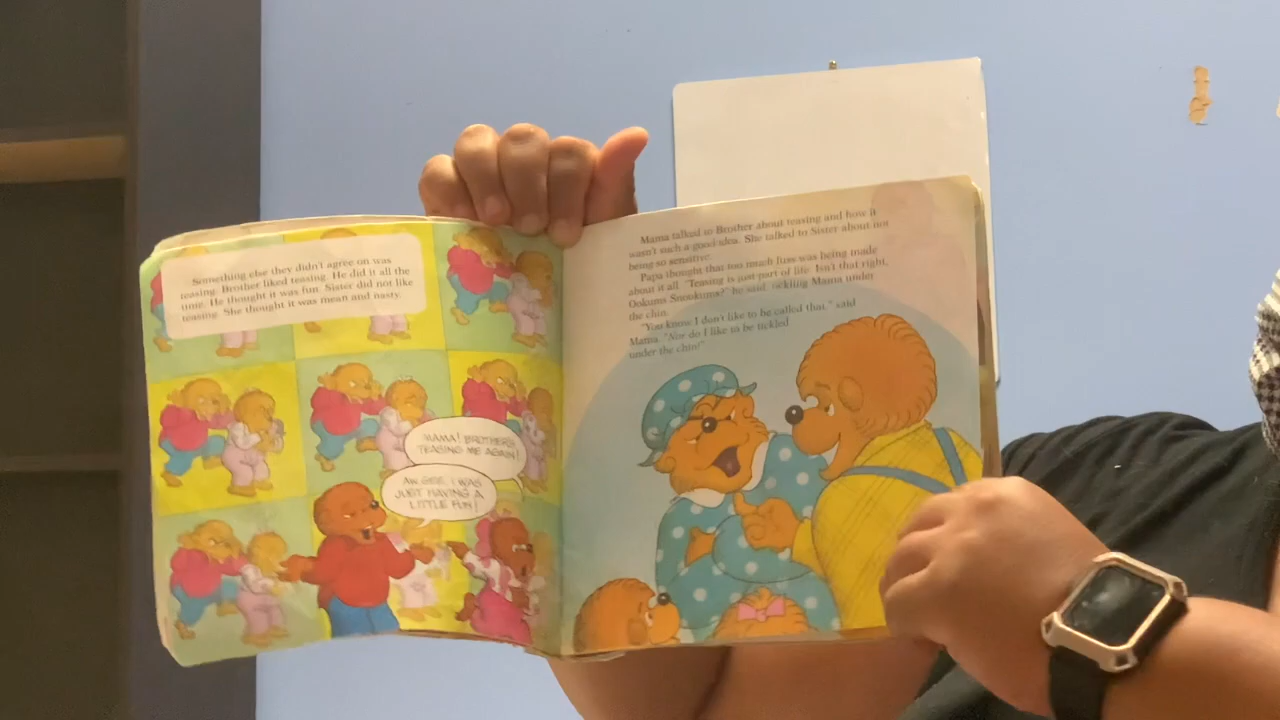 Something else they didn't agree on was
teasing. Brother liked teasing. He did it all the
time. He thought it was fun. Sister did not like
teasing. She thought it was mean and nasty.
MAMA! BROTHER'S
TEASING ME AGAIN!
AW GEE, I WAS
JUST HAVING A
LITTLE FUN!
Mama talked to Brother about teasing and how it
wasn't such a good idea. She talked to Sister about not
being so sensitive.
Papa thought that too much fuss was being made
about it all. "Teasing is just part of life. Isn't that right,
Ookums Snookums?" he said, tickling Mama under
the chin.
"You know I don't like to be called that," said
Mama. "Nor do I like to be tickled
under the chin!"